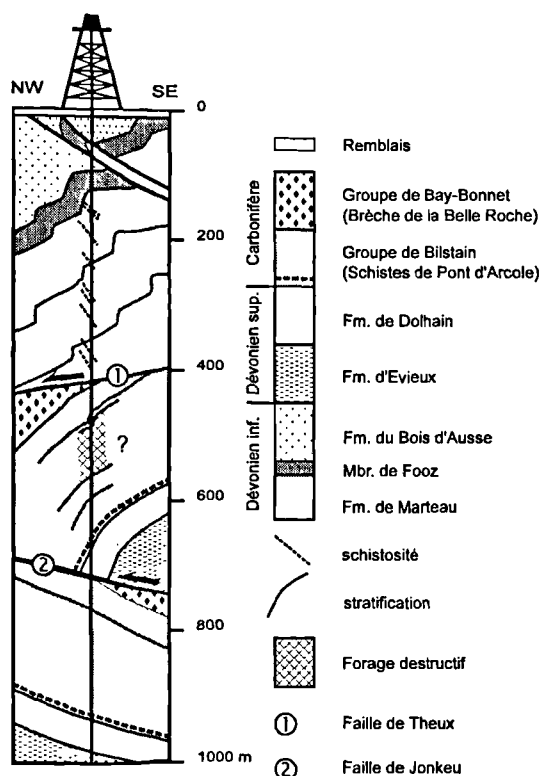 NW
SE
0
200
400
600
800
1000 m
1
?
2
Remblais
Carbonifère
Groupe de Bay-Bonnet
(Brèche de la Belle Roche)
Groupe de Bilstain
(Schistes de Pont d'Arcole)
Dévonien sup.
Fm. de Dolhain
Fm. d'Evieux
Dévonien inf.
Fm. du Bois d'Ausse
Mbr. de Fooz
Fm. de Marteau
schistosité
stratification
Forage destructif
1 Faille de Theux
2 Faille de Jonkeu